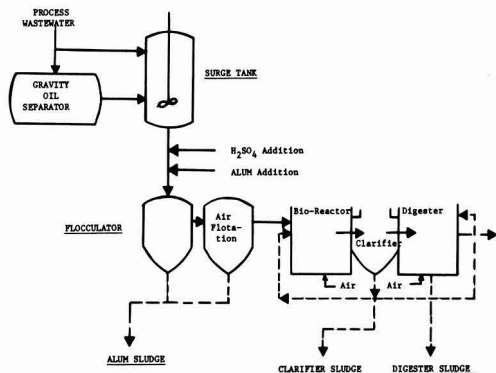 PROCESS
WASTEWATER
GRAVITY
OIL
SEPARATOR
SURGE TANK
H₂SO₄ Addition
ALUM Addition
FLOCCULATOR
Air
Flota-
tion
Bio-Reactor
Clarifier
Digester
Air
Air
ALUM SLUDGE
CLARIFIER SLUDGE
DIGESTER SLUDGE